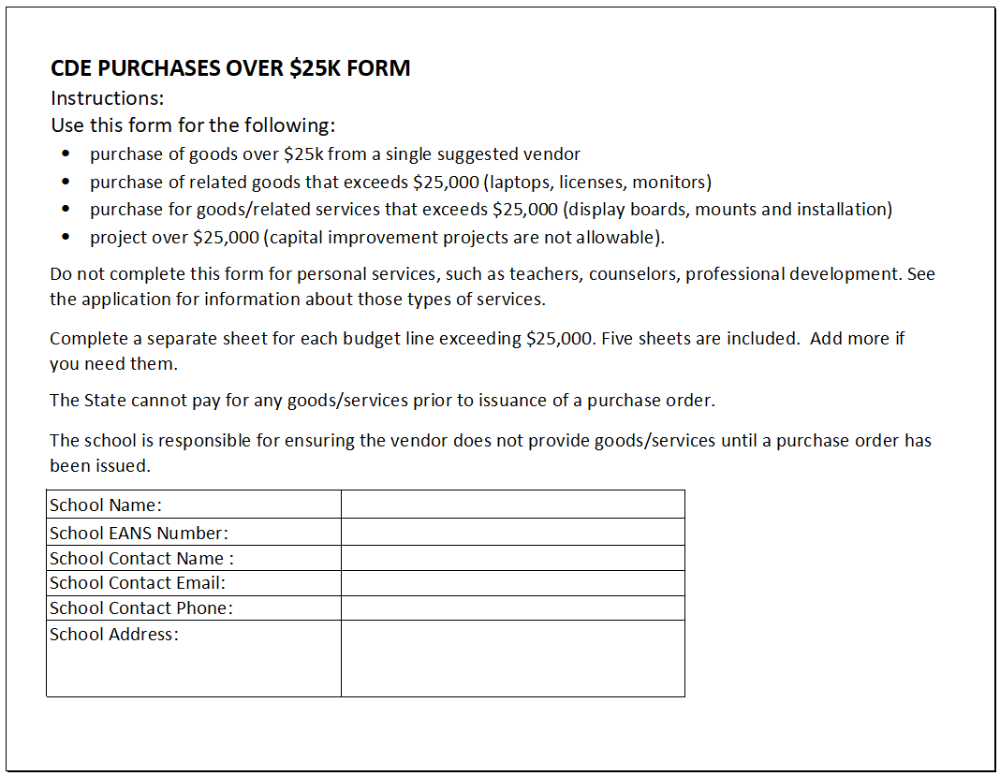 CDE PURCHASES OVER $25K FORM
Instructions:
Use this form for the following:
• purchase of goods over $25k from a single suggested vendor
• purchase of related goods that exceeds $25,000 (laptops, licenses, monitors)
• purchase for goods/related services that exceeds $25,000 (display boards, mounts and installation)
• project over $25,000 (capital improvement projects are not allowable).
Do not complete this form for personal services, such as teachers, counselors, professional development. See
the application for information about those types of services.
Complete a separate sheet for each budget line exceeding $25,000. Five sheets are included.  Add more if
you need them.
The State cannot pay for any goods/services prior to issuance of a purchase order.
The school is responsible for ensuring the vendor does not provide goods/services until a purchase order has
been issued.
School Name:
School EANS Number:
School Contact Name :
School Contact Email:
School Contact Phone:
School Address: